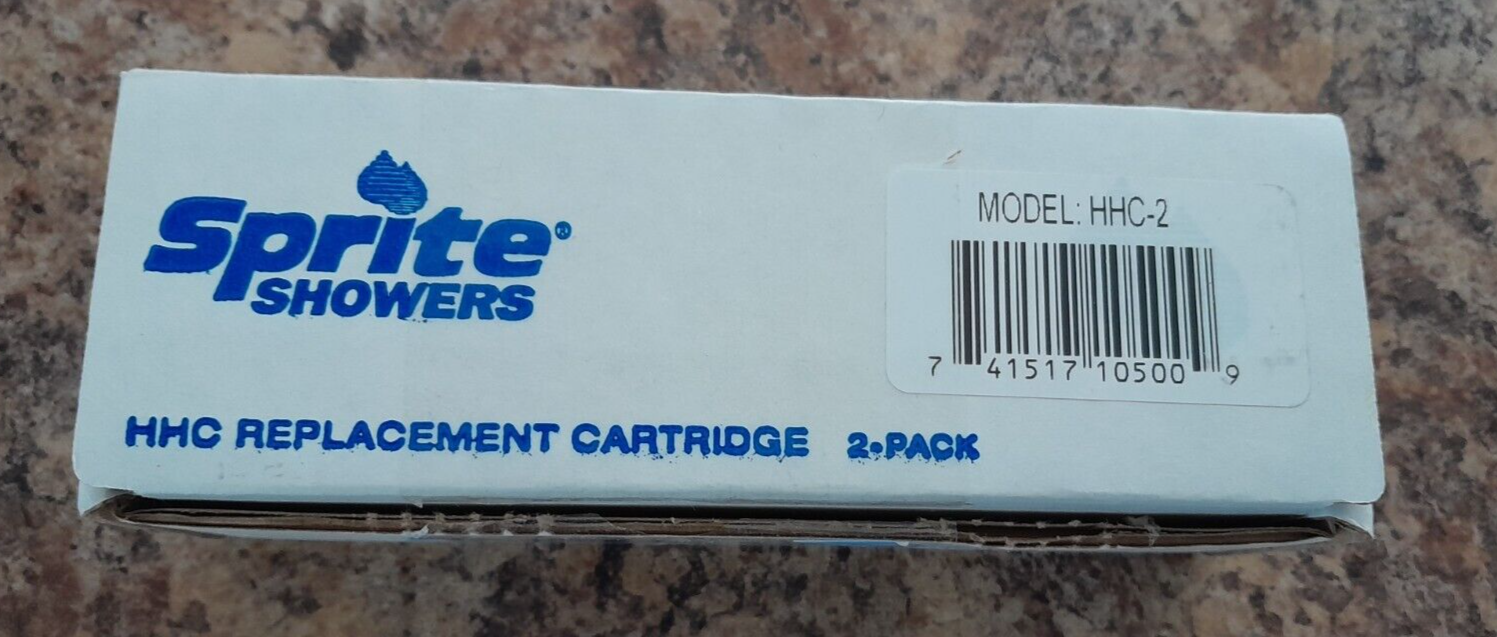 Sprite®
SHOWERS
MODEL: HHC-2
7 41517 10500 9
HHC REPLACEMENT CARTRIDGE 2-PACK